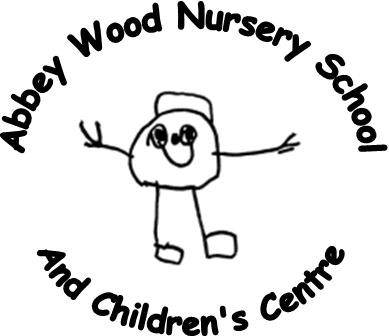 Abbey Wood Nursery School
And Children's Centre